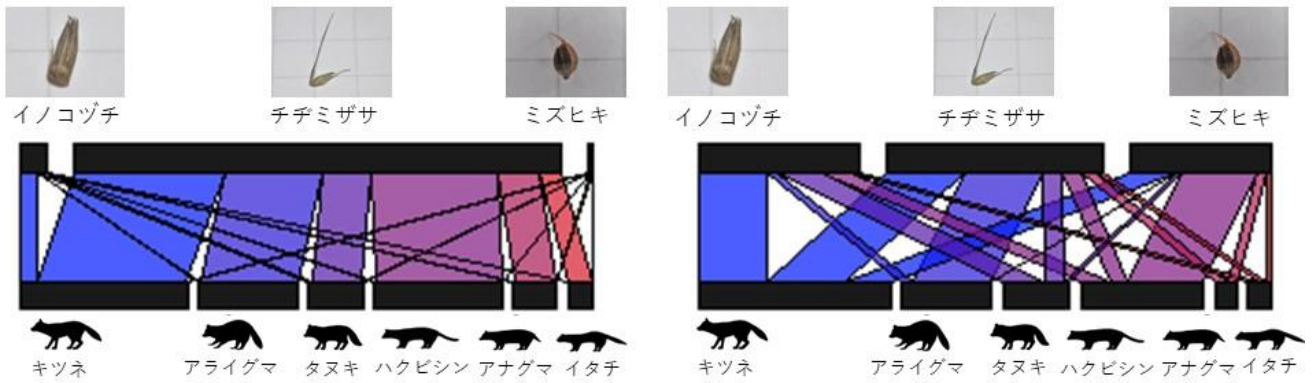 イノコヅチ チヂミザサ ミズヒキ イノコヅチ チヂミザサ ミズヒキ
キツネ アライグマ タヌキ ハクビシン アナグマ イタチ キツネ アライグマ タヌキ ハクビシン アナグマ イタチ